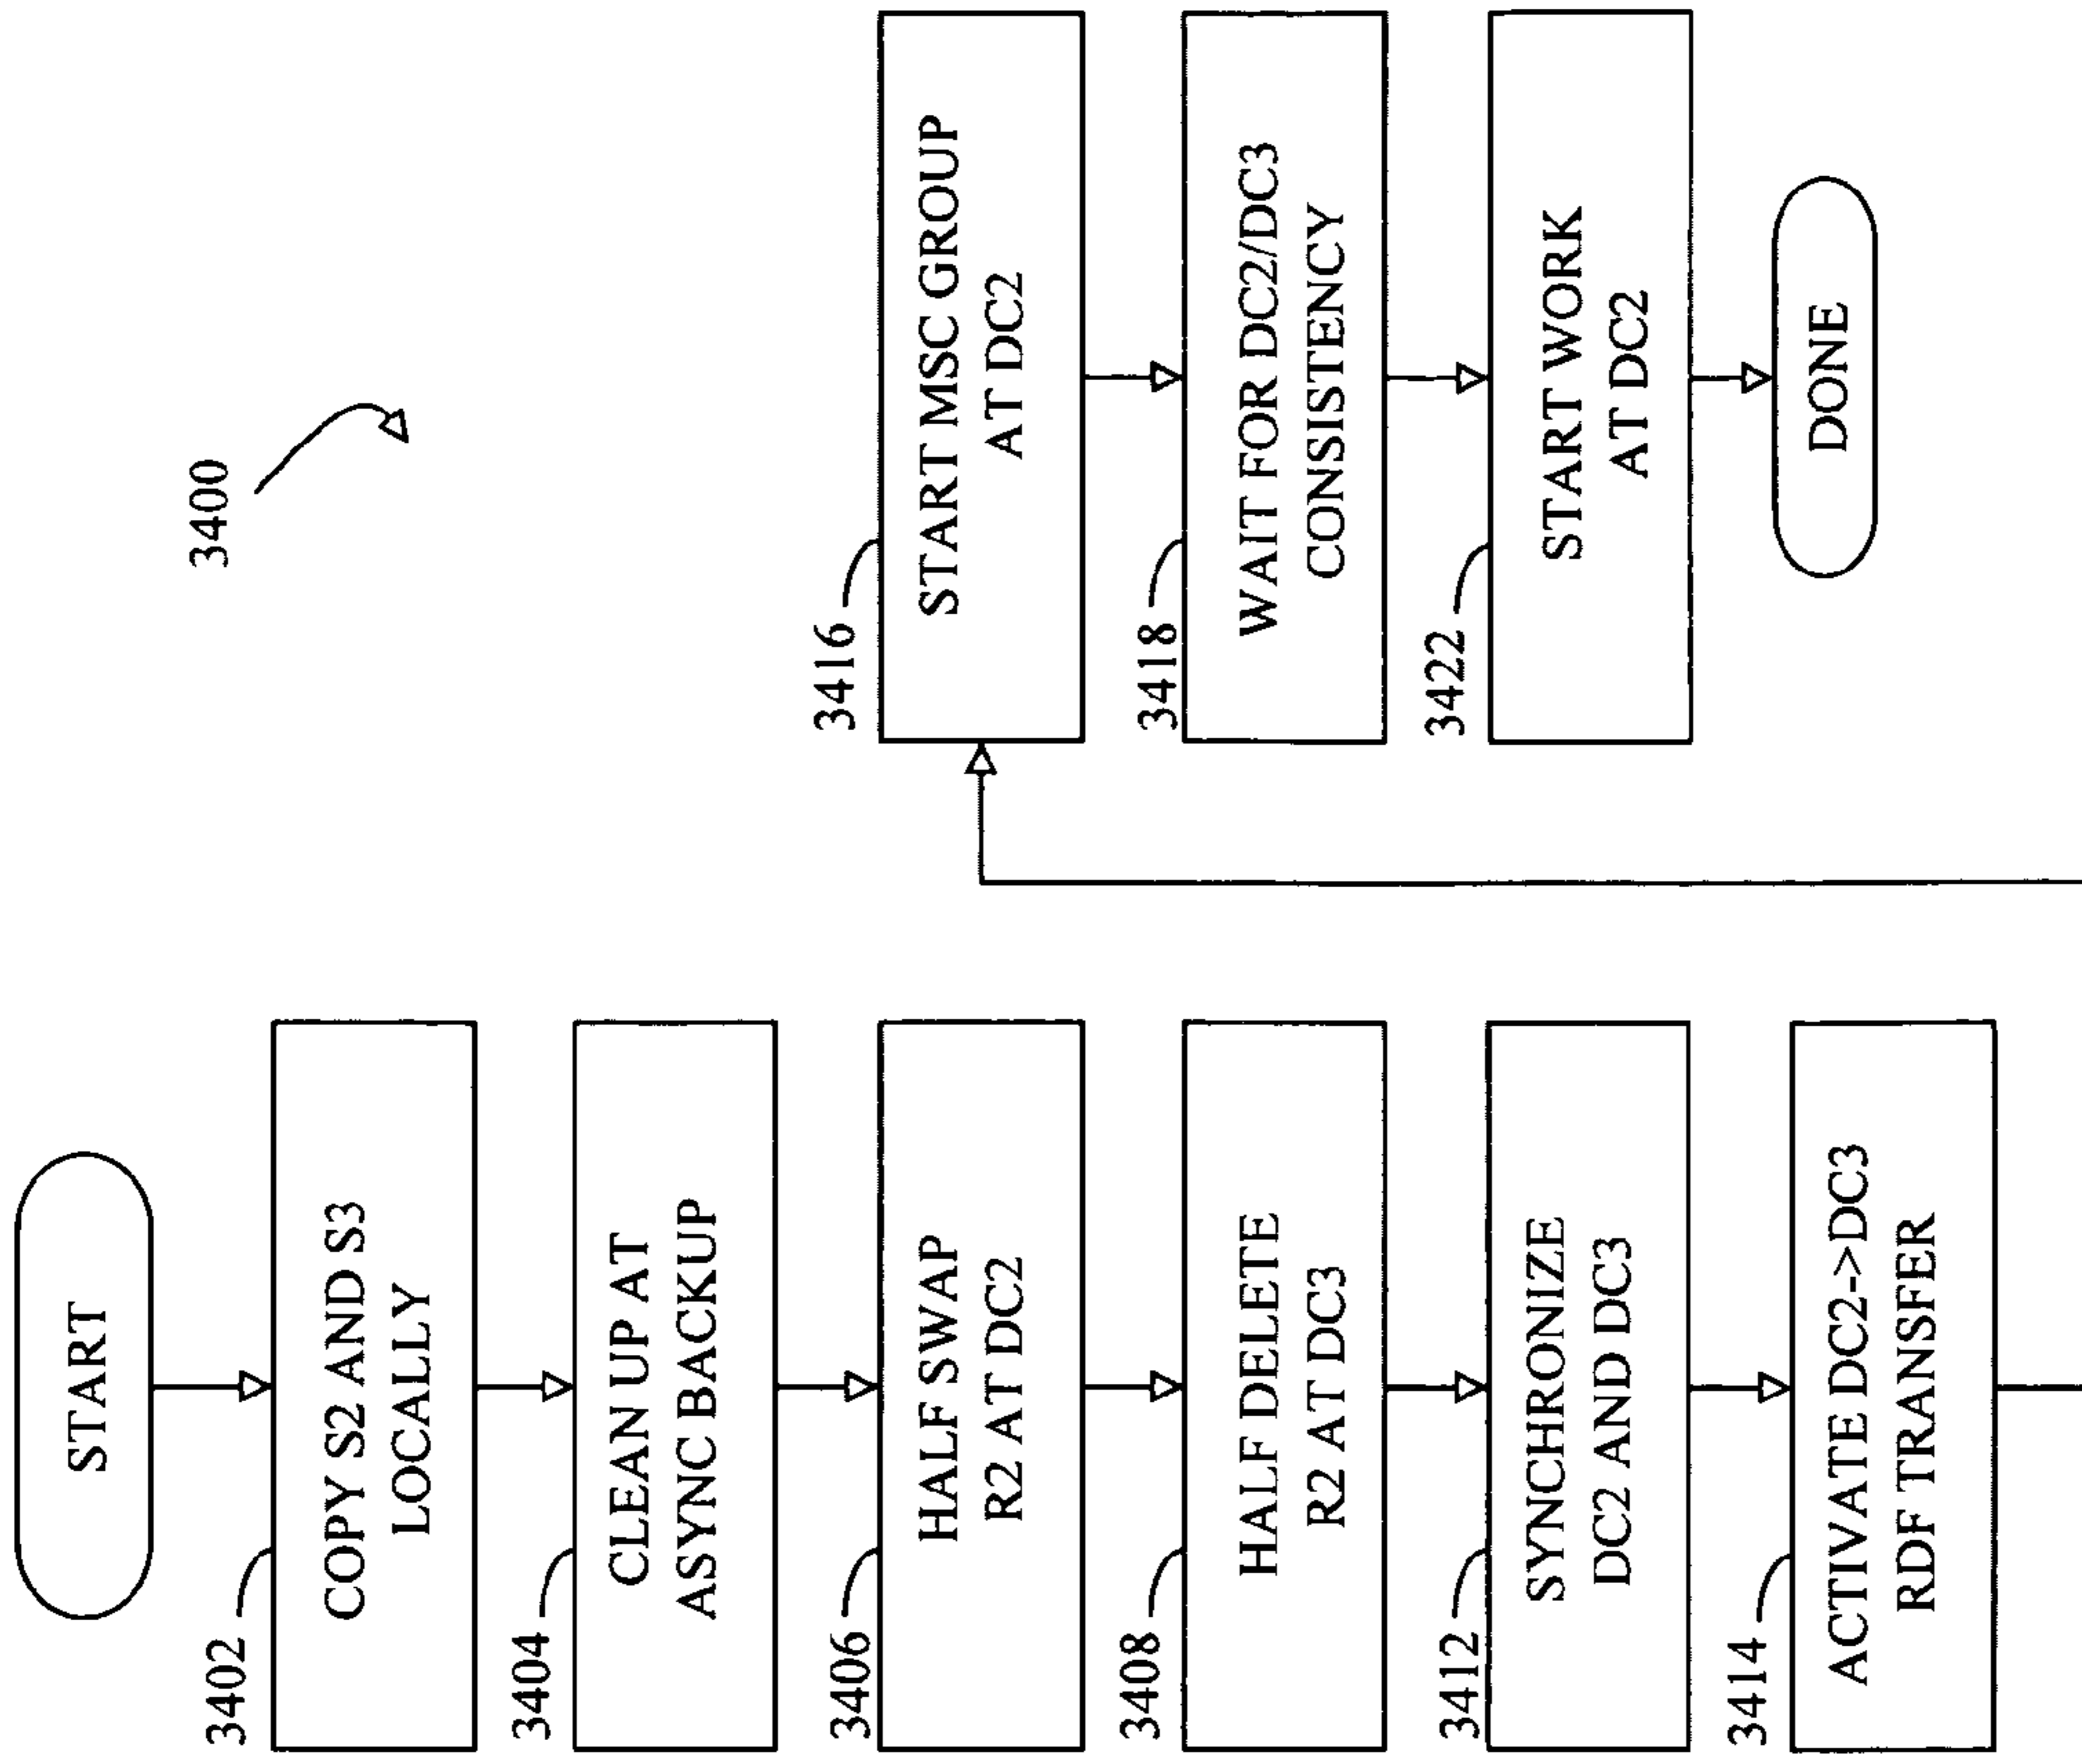 3400
START
3402
COPY S2 AND S3
LOCALLY
3404
CLEAN UP AT
ASYNC BACKUP
3406
HALF SWAP
R2 AT DC2
3408
HALF DELETE
R2 AT DC3
3412
SYNCHRONIZE
DC2 AND DC3
3414
ACTIVATE DC2->DC3
RDF TRANSFER
3416
START MSC GROUP
AT DC2
3418
WAIT FOR DC2/DC3
CONSISTENCY
3422
START WORK
AT DC2
DONE